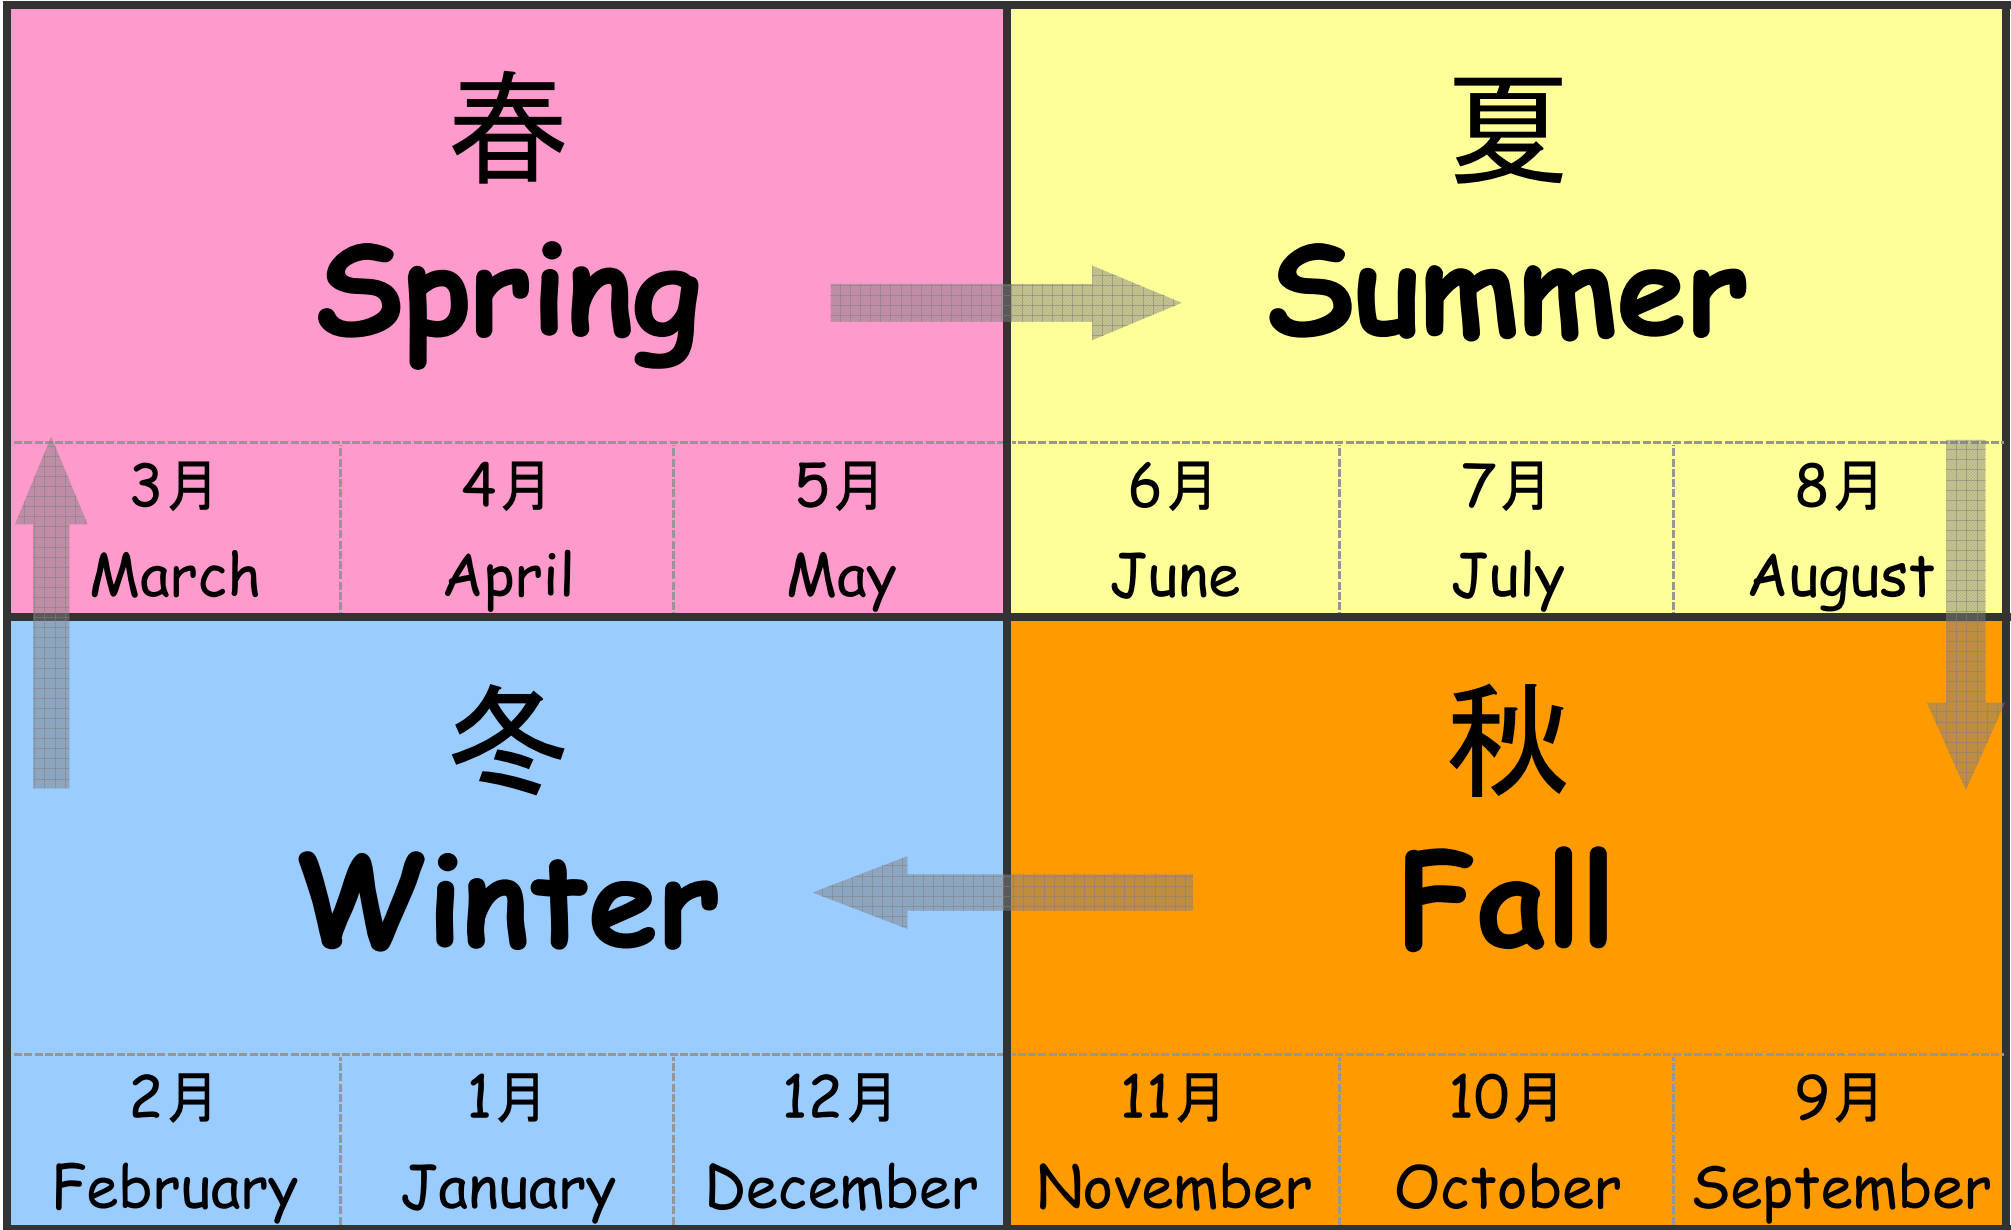 春
Spring
夏
Summer
3月 4月 5月
March April May
6月 7月 8月
June July August
冬
Winter
秋
Fall
2月 1月 12月
February January December
11月 10月 9月
November October September